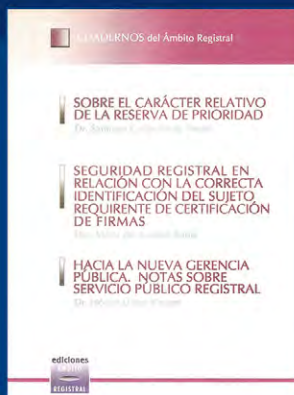 CUADERNOS del Ámbito Registral
SOBRE EL CARÁCTER RELATIVO
DE LA RESERVA DE PRIORIDAD
SEGURIDAD REGISTRAL EN
RELACIÓN CON LA CORRECTA
IDENTIFICACIÓN DEL SUJETO
REQUIRENTE DE CERTIFICACIÓN
DE FIRMAS
HACIA LA NUEVA GERENCIA
PÚBLICA. NOTAS SOBRE
SERVICIO PÚBLICO REGISTRAL
ediciones
ÁMBITO
REGISTRAL